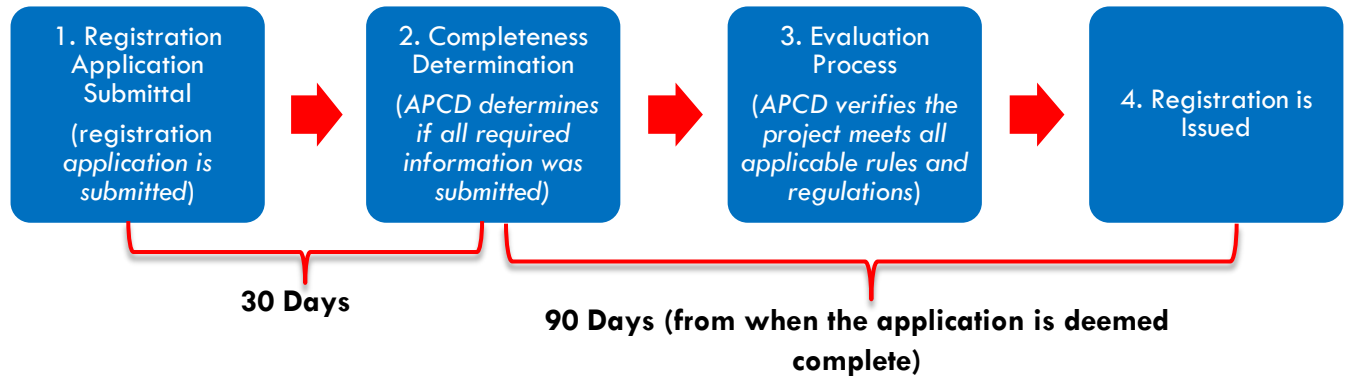 1. Registration
Application
Submittal
(registration
application is
submitted)
2. Completeness
Determination
(APCD determines
if all required
information was
submitted)
3. Evaluation
Process
(APCD verifies the
project meets all
applicable rules and
regulations)
4. Registration is
Issued
30 Days
90 Days (from when the application is deemed
complete)